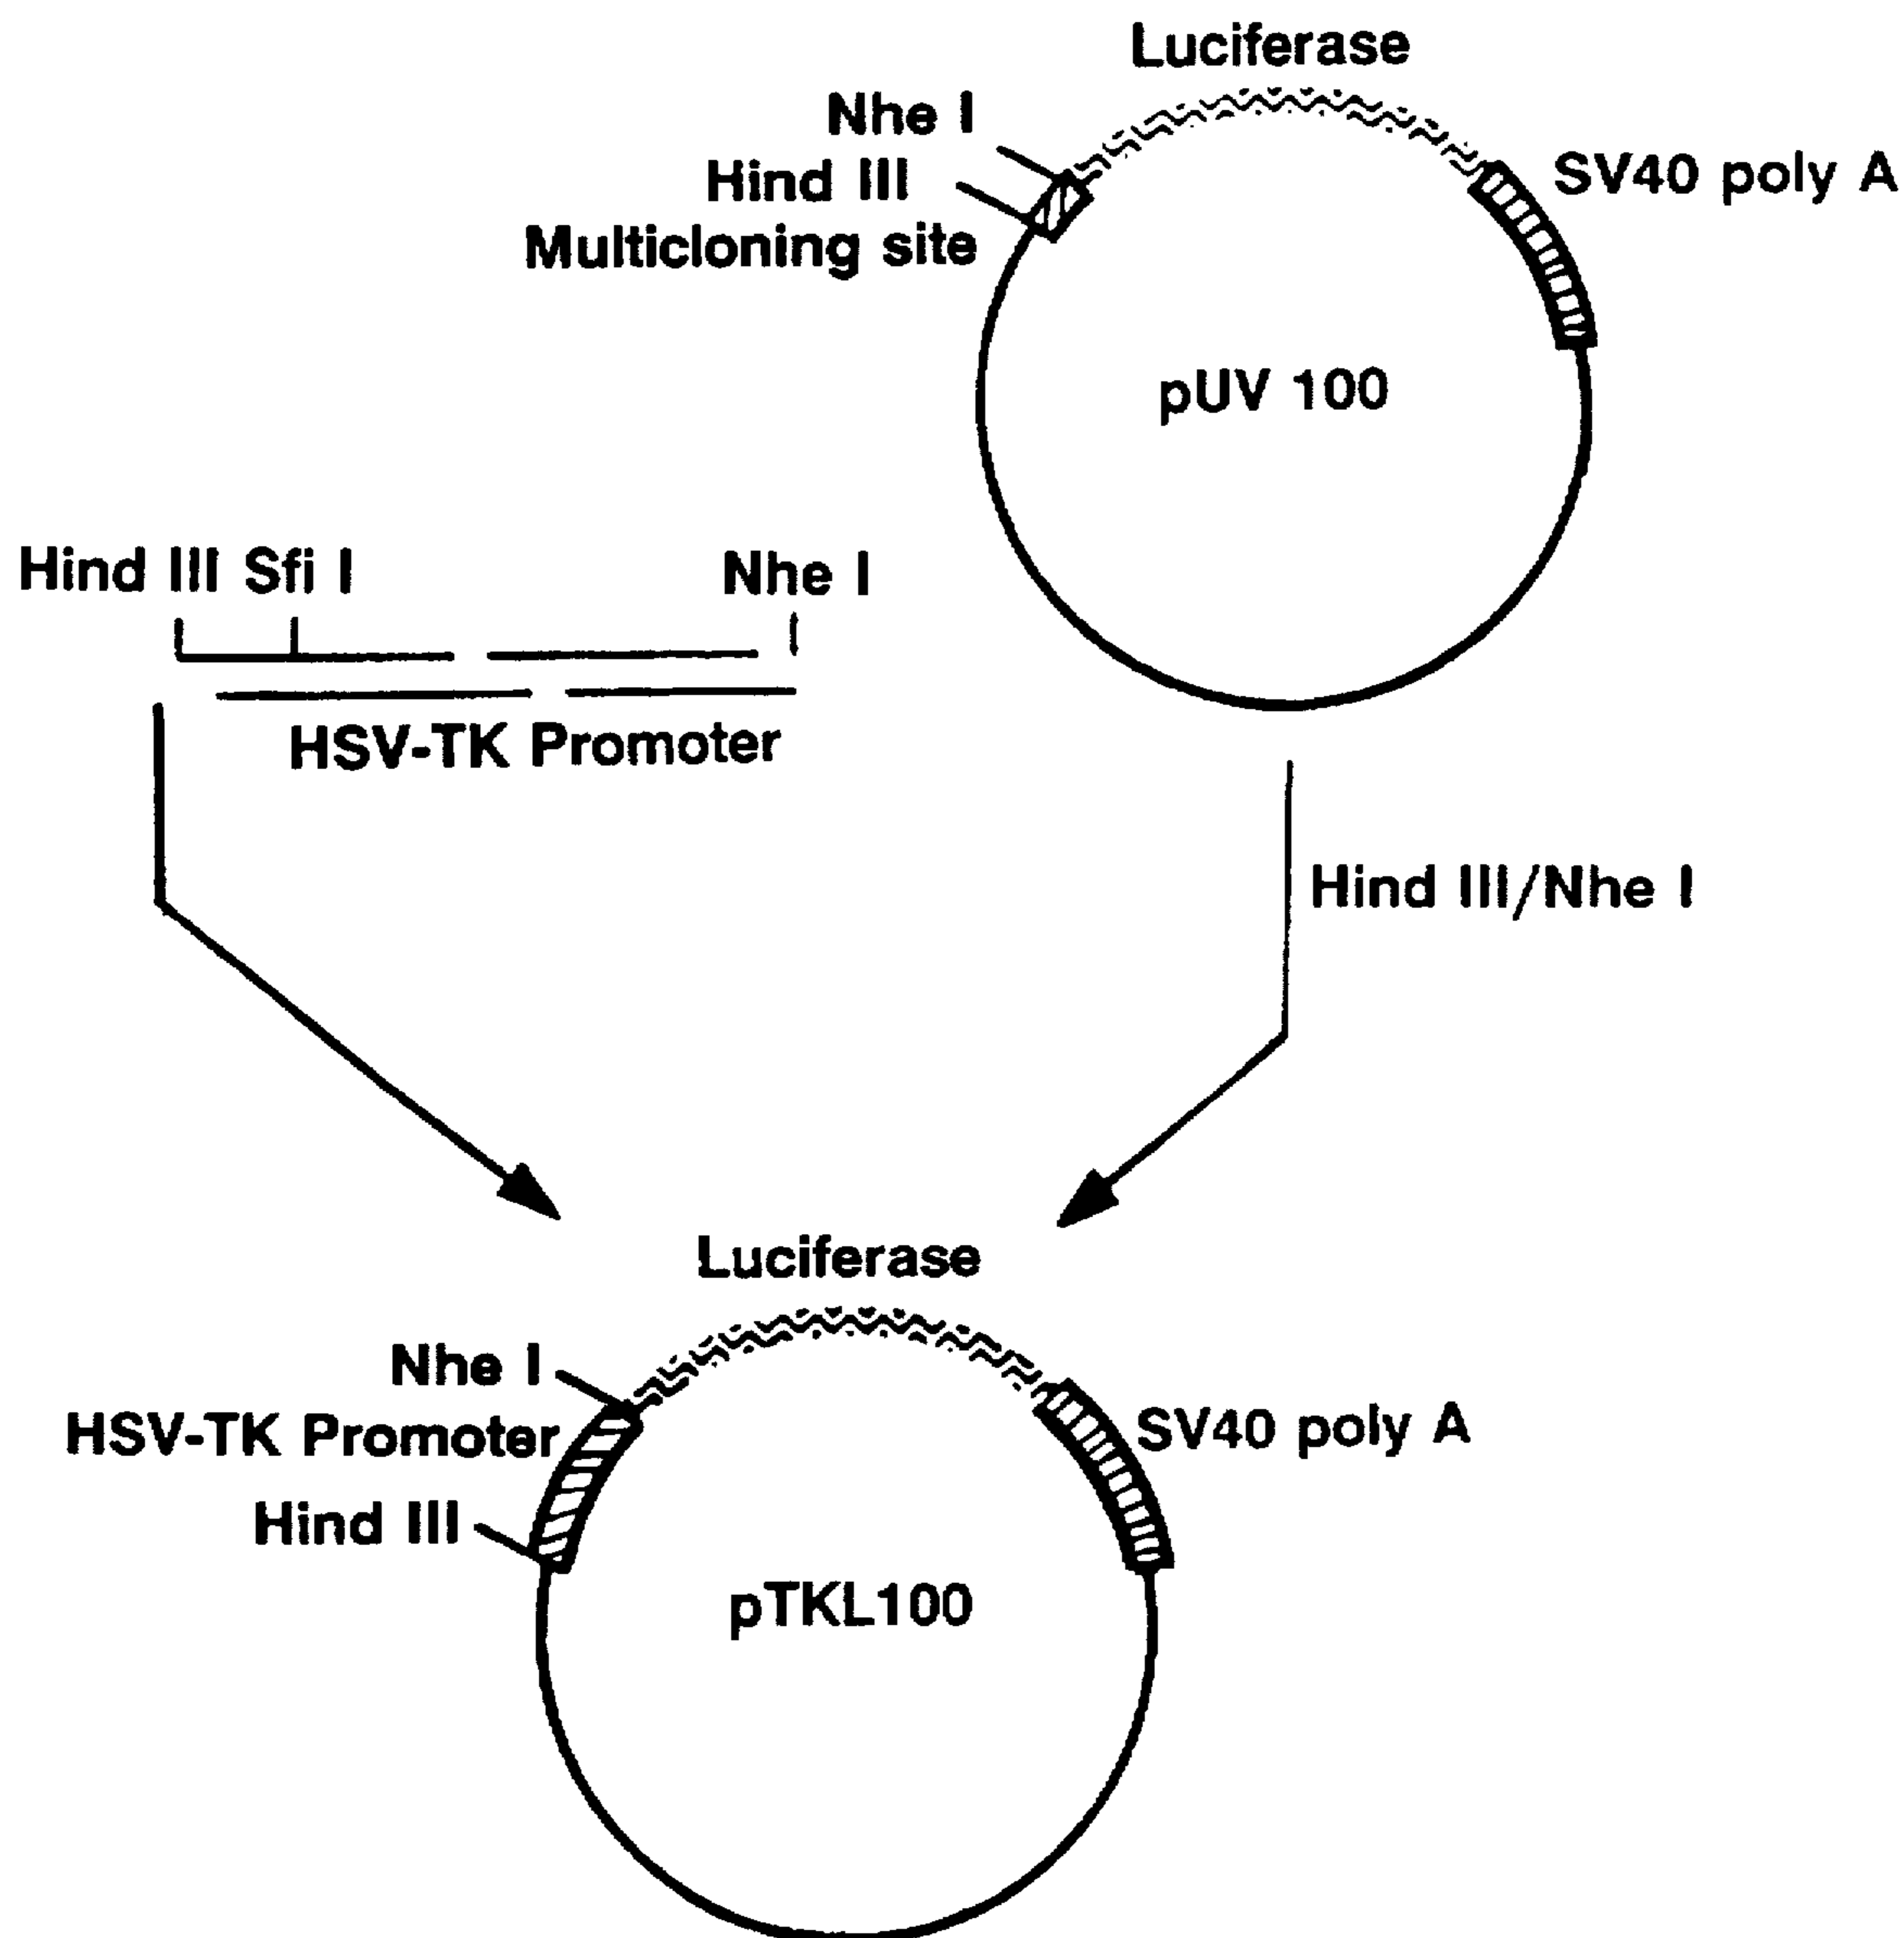 Luciferase
Nhe I
Hind III
Multicloning site
SV40 poly A
pUV 100
Hind III Sfi I
Nhe I
HSV-TK Promoter
Hind III/Nhe I
Luciferase
Nhe I
HSV-TK Promoter
SV40 poly A
Hind III
pTKL100